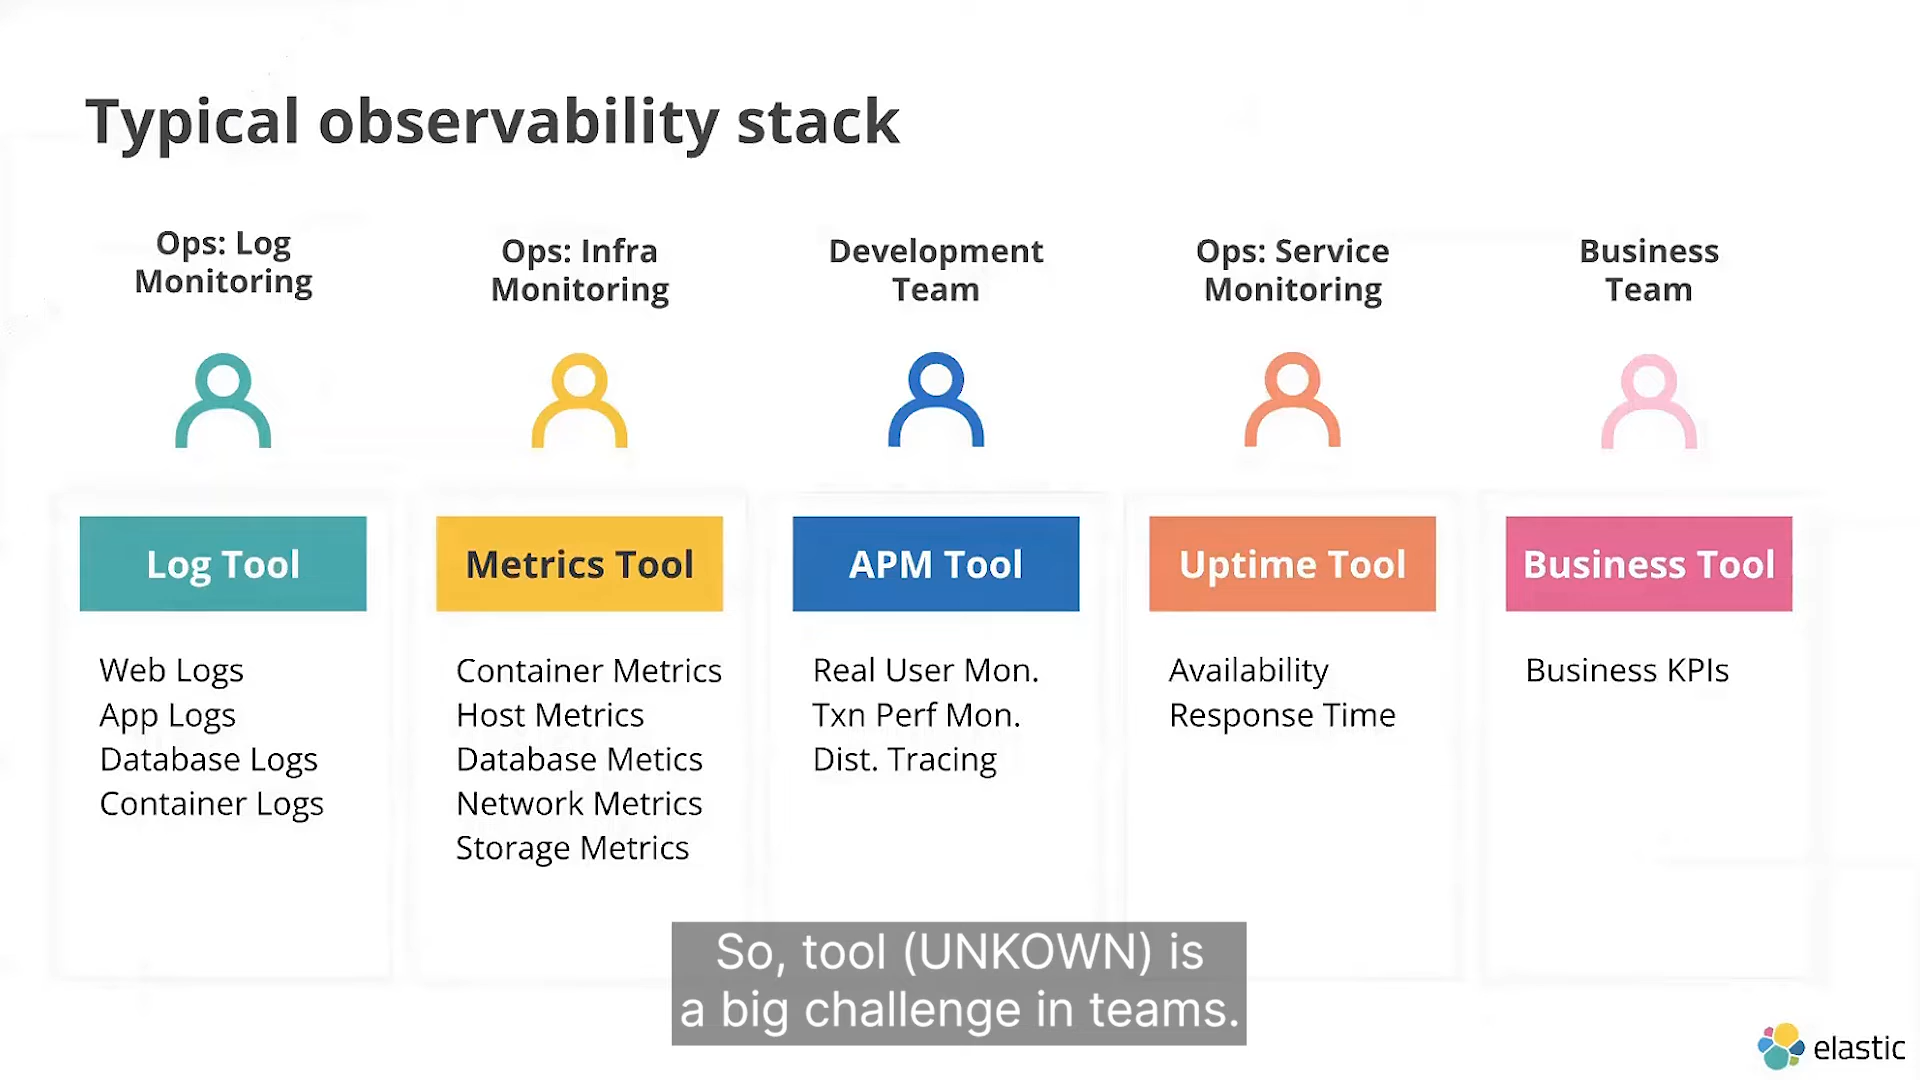 Typical observability stack
Ops: Log
Monitoring
Ops: Infra
Monitoring
Development
Team
Ops: Service
Monitoring
Business
Team
Log Tool
Web Logs
App Logs
Database Logs
Container Logs
Metrics Tool
Container Metrics
Host Metrics
Database Metics
Network Metrics
Storage Metrics
APM Tool
Real User Mon.
Txn Perf Mon.
Dist. Tracing
Uptime Tool
Availability
Response Time
Business Tool
Business KPIs
So, tool (UNKOWN) is
a big challenge in teams.
elastic